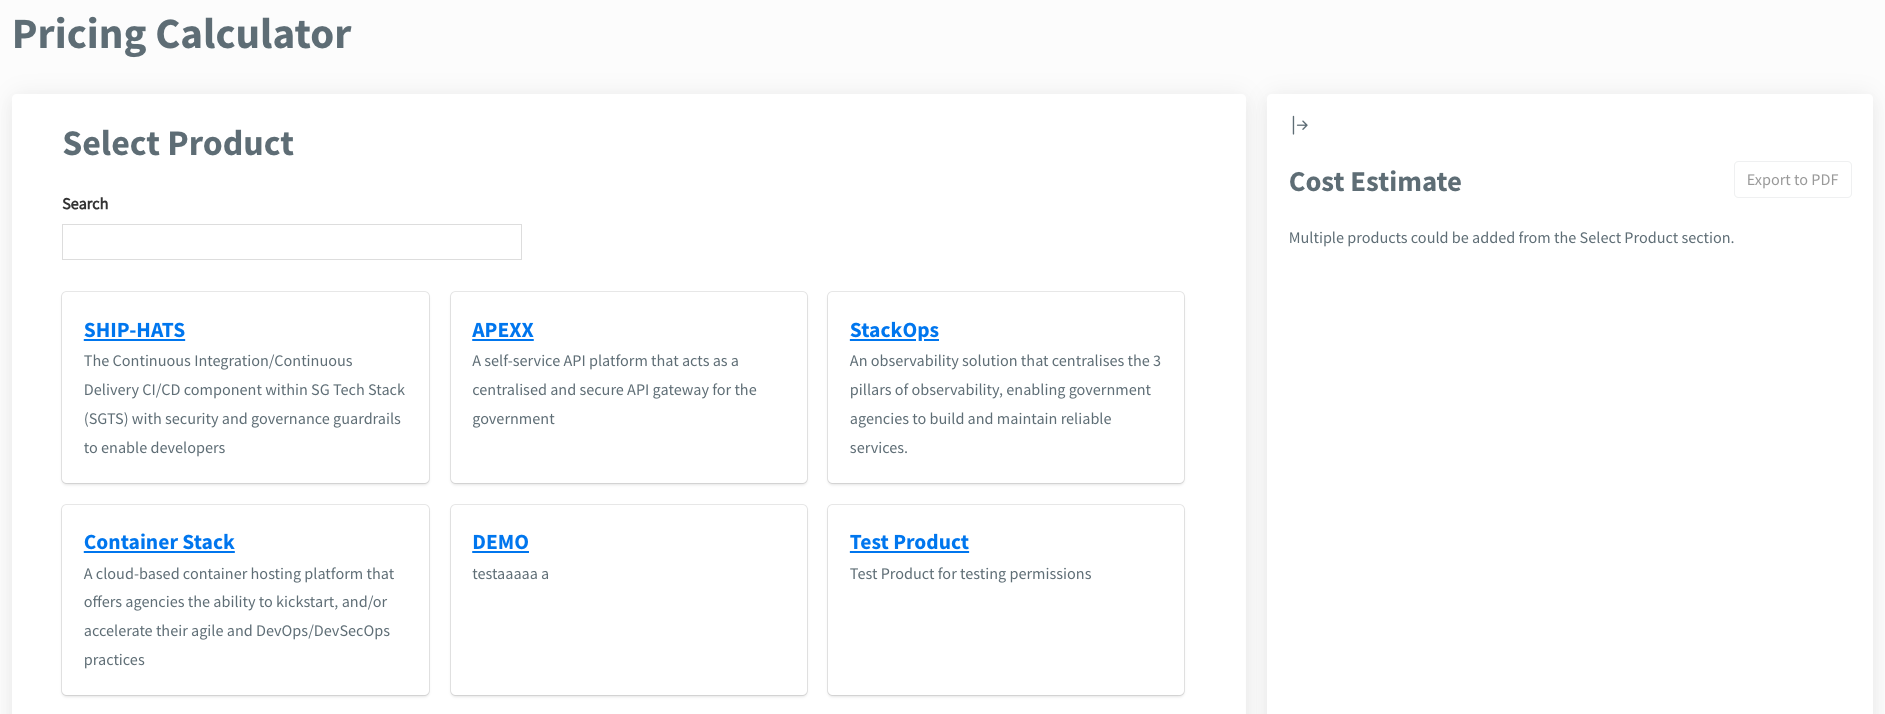 Pricing Calculator
Select Product
Search
SHIP-HATS
The Continuous Integration/Continuous
Delivery CI/CD component within SG Tech Stack
(SGTS) with security and governance guardrails
to enable developers
APEXX
A self-service API platform that acts as a
centralised and secure API gateway for the
government
StackOps
An observability solution that centralises the 3
pillars of observability, enabling government
agencies to build and maintain reliable
services.
Container Stack
A cloud-based container hosting platform that
offers agencies the ability to kickstart, and/or
accelerate their agile and DevOps/DevSecOps
practices
DEMO
testaaaaa a
Test Product
Test Product for testing permissions
Cost Estimate
Export to PDF
Multiple products could be added from the Select Product section.